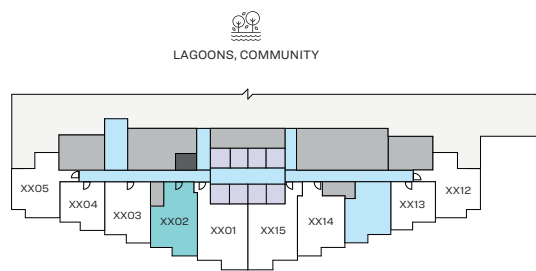 LAGOONS, COMMUNITY
XX05
XX04
XX03
XX02
XX01
XX15
XX14
XX13
XX12